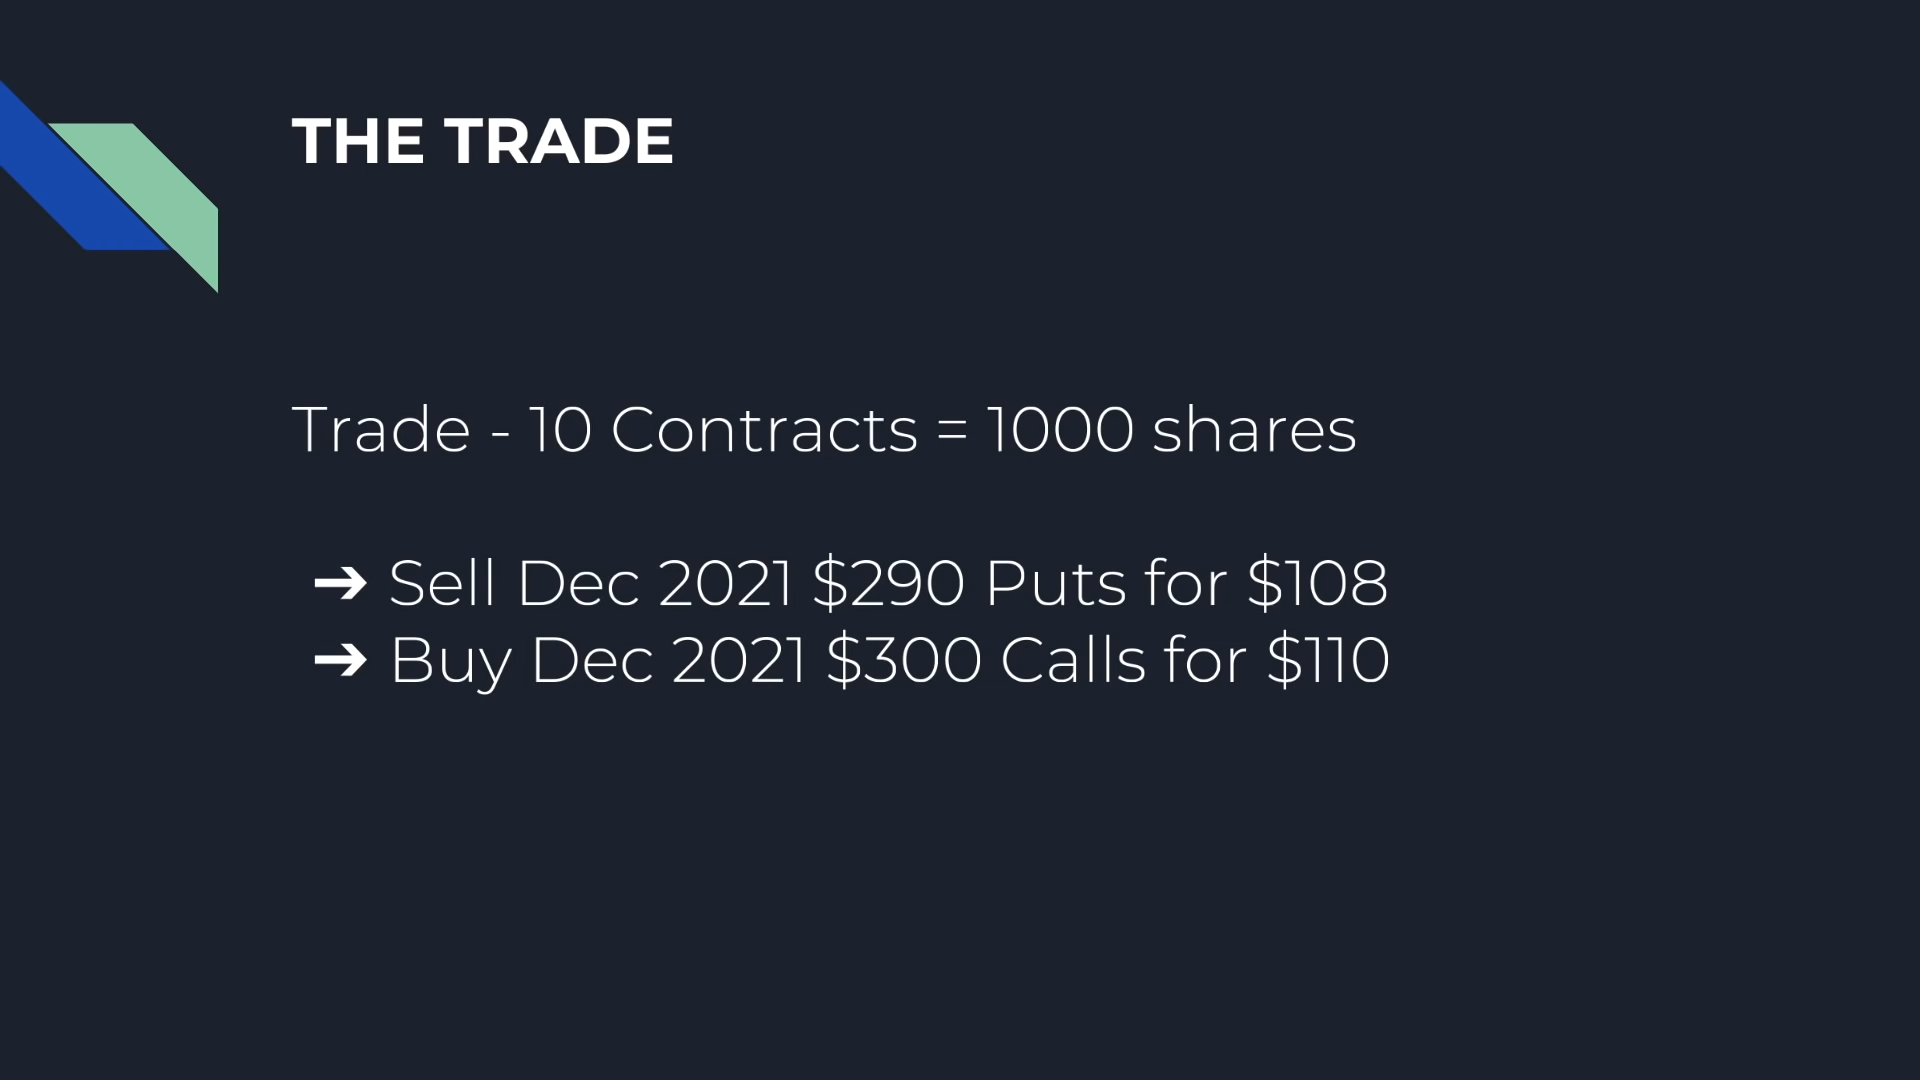 THE TRADE
Trade - 10 Contracts = 1000 shares
➔ Sell Dec 2021 $290 Puts for $108
➔ Buy Dec 2021 $300 Calls for $110